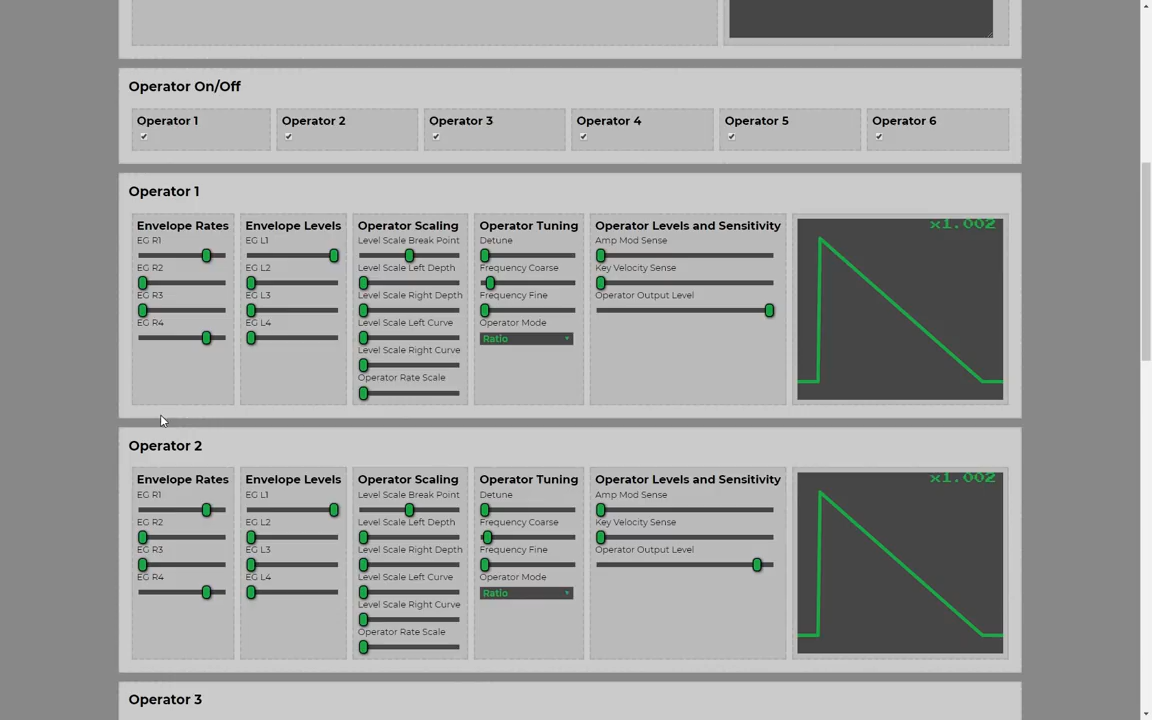 Operator On/Off
Operator 1
Operator 2
Operator 3
Operator 4
Operator 5
Operator 6
Operator 1
Envelope Rates
EG R1
EG R2
EG R3
EG R4
Envelope Levels
EG L1
EG L2
EG L3
EG L4
Operator Scaling
Level Scale Break Point
Level Scale Left Depth
Level Scale Right Depth
Level Scale Left Curve
Level Scale Right Curve
Operator Rate Scale
Operator Tuning
Detune
Frequency Coarse
Frequency Fine
Operator Mode
Ratio
Operator Levels and Sensitivity
Amp Mod Sense
Key Velocity Sense
Operator Output Level
x1.002
Operator 2
Envelope Rates
EG R1
EG R2
EG R3
EG R4
Envelope Levels
EG L1
EG L2
EG L3
EG L4
Operator Scaling
Level Scale Break Point
Level Scale Left Depth
Level Scale Right Depth
Level Scale Left Curve
Level Scale Right Curve
Operator Rate Scale
Operator Tuning
Detune
Frequency Coarse
Frequency Fine
Operator Mode
Ratio
Operator Levels and Sensitivity
Amp Mod Sense
Key Velocity Sense
Operator Output Level
x1.002
Operator 3